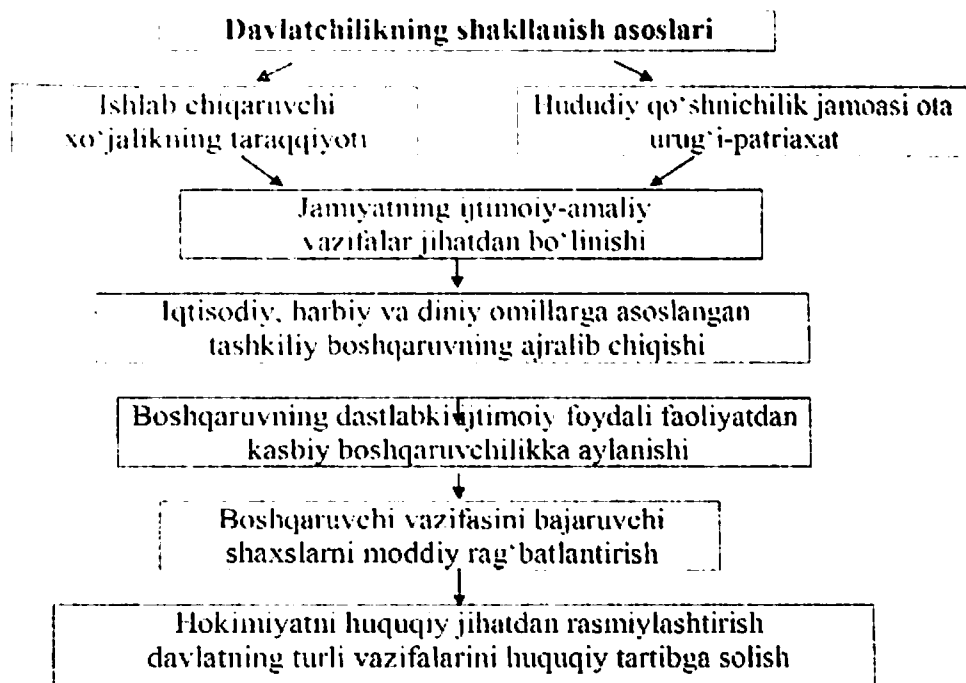 Davlatchilikning shakllanish asoslari
Ishlab chiqaruvchi
xo‘jalikning taraqqiyoti
Hududiy qo‘shnichilik jamoasi ota
urug‘i-patriaxat
Jamiyatning ijtimoiy-amaliy
vazifalar jihatdan bo‘linishi
Iqtisodiy, harbiy va diniy omillarga asoslangan
tashkiliy boshqaruvning ajralib chiqishi
Boshqaruvning dastlabki ijtimoiy foydali faoliyatdan
kasbiy boshqaruvchilikka aylanishi
Boshqaruvchi vazifasini bajaruvchi
shaxslarni moddiy rag‘batlantirish
Hokimiyatni huquqiy jihatdan rasmiylashtirish
davlatning turli vazifalarini huquqiy tartibga solish